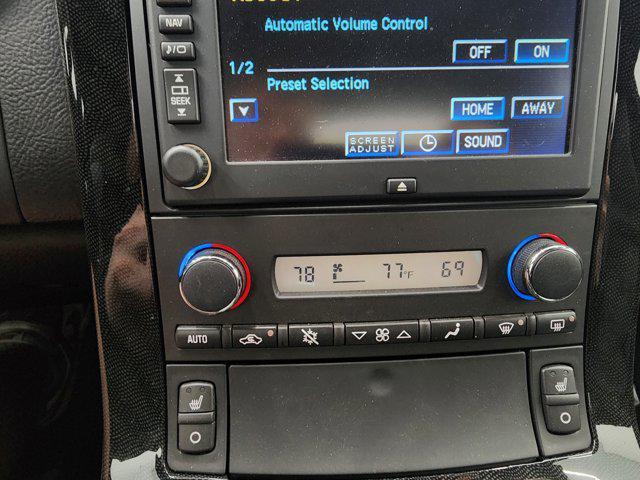 NAV
Automatic Volume Control
OFF ON
1/2
Preset Selection
SEEK
HOME AWAY
SCREEN ADJUST SOUND
78 77°F 69
AUTO